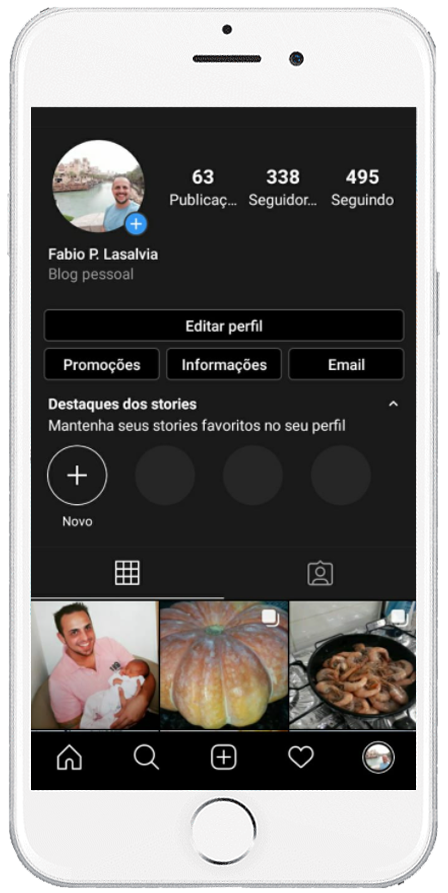 63 338 495
Publicaç... Seguidor... Seguindo
Fabio P. Lasalvia
Blog pessoal
Editar perfil
Promoções Informações Email
Destaques dos stories
Mantenha seus stories favoritos no seu perfil
Novo